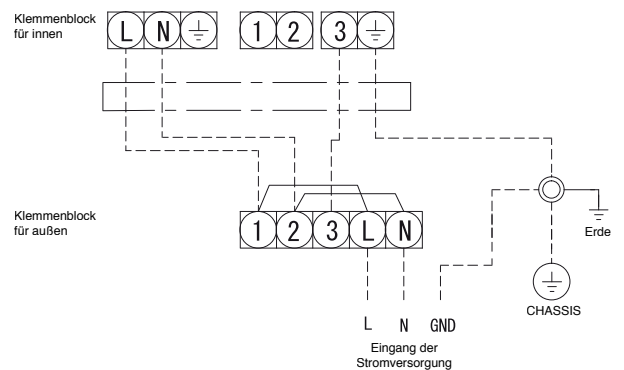 Klemmenblock
für innen
L N 1 2 3
Klemmenblock
für außen
1 2 3 L N
Erde
CHASSIS
L N GND
Eingang der
Stromversorgung